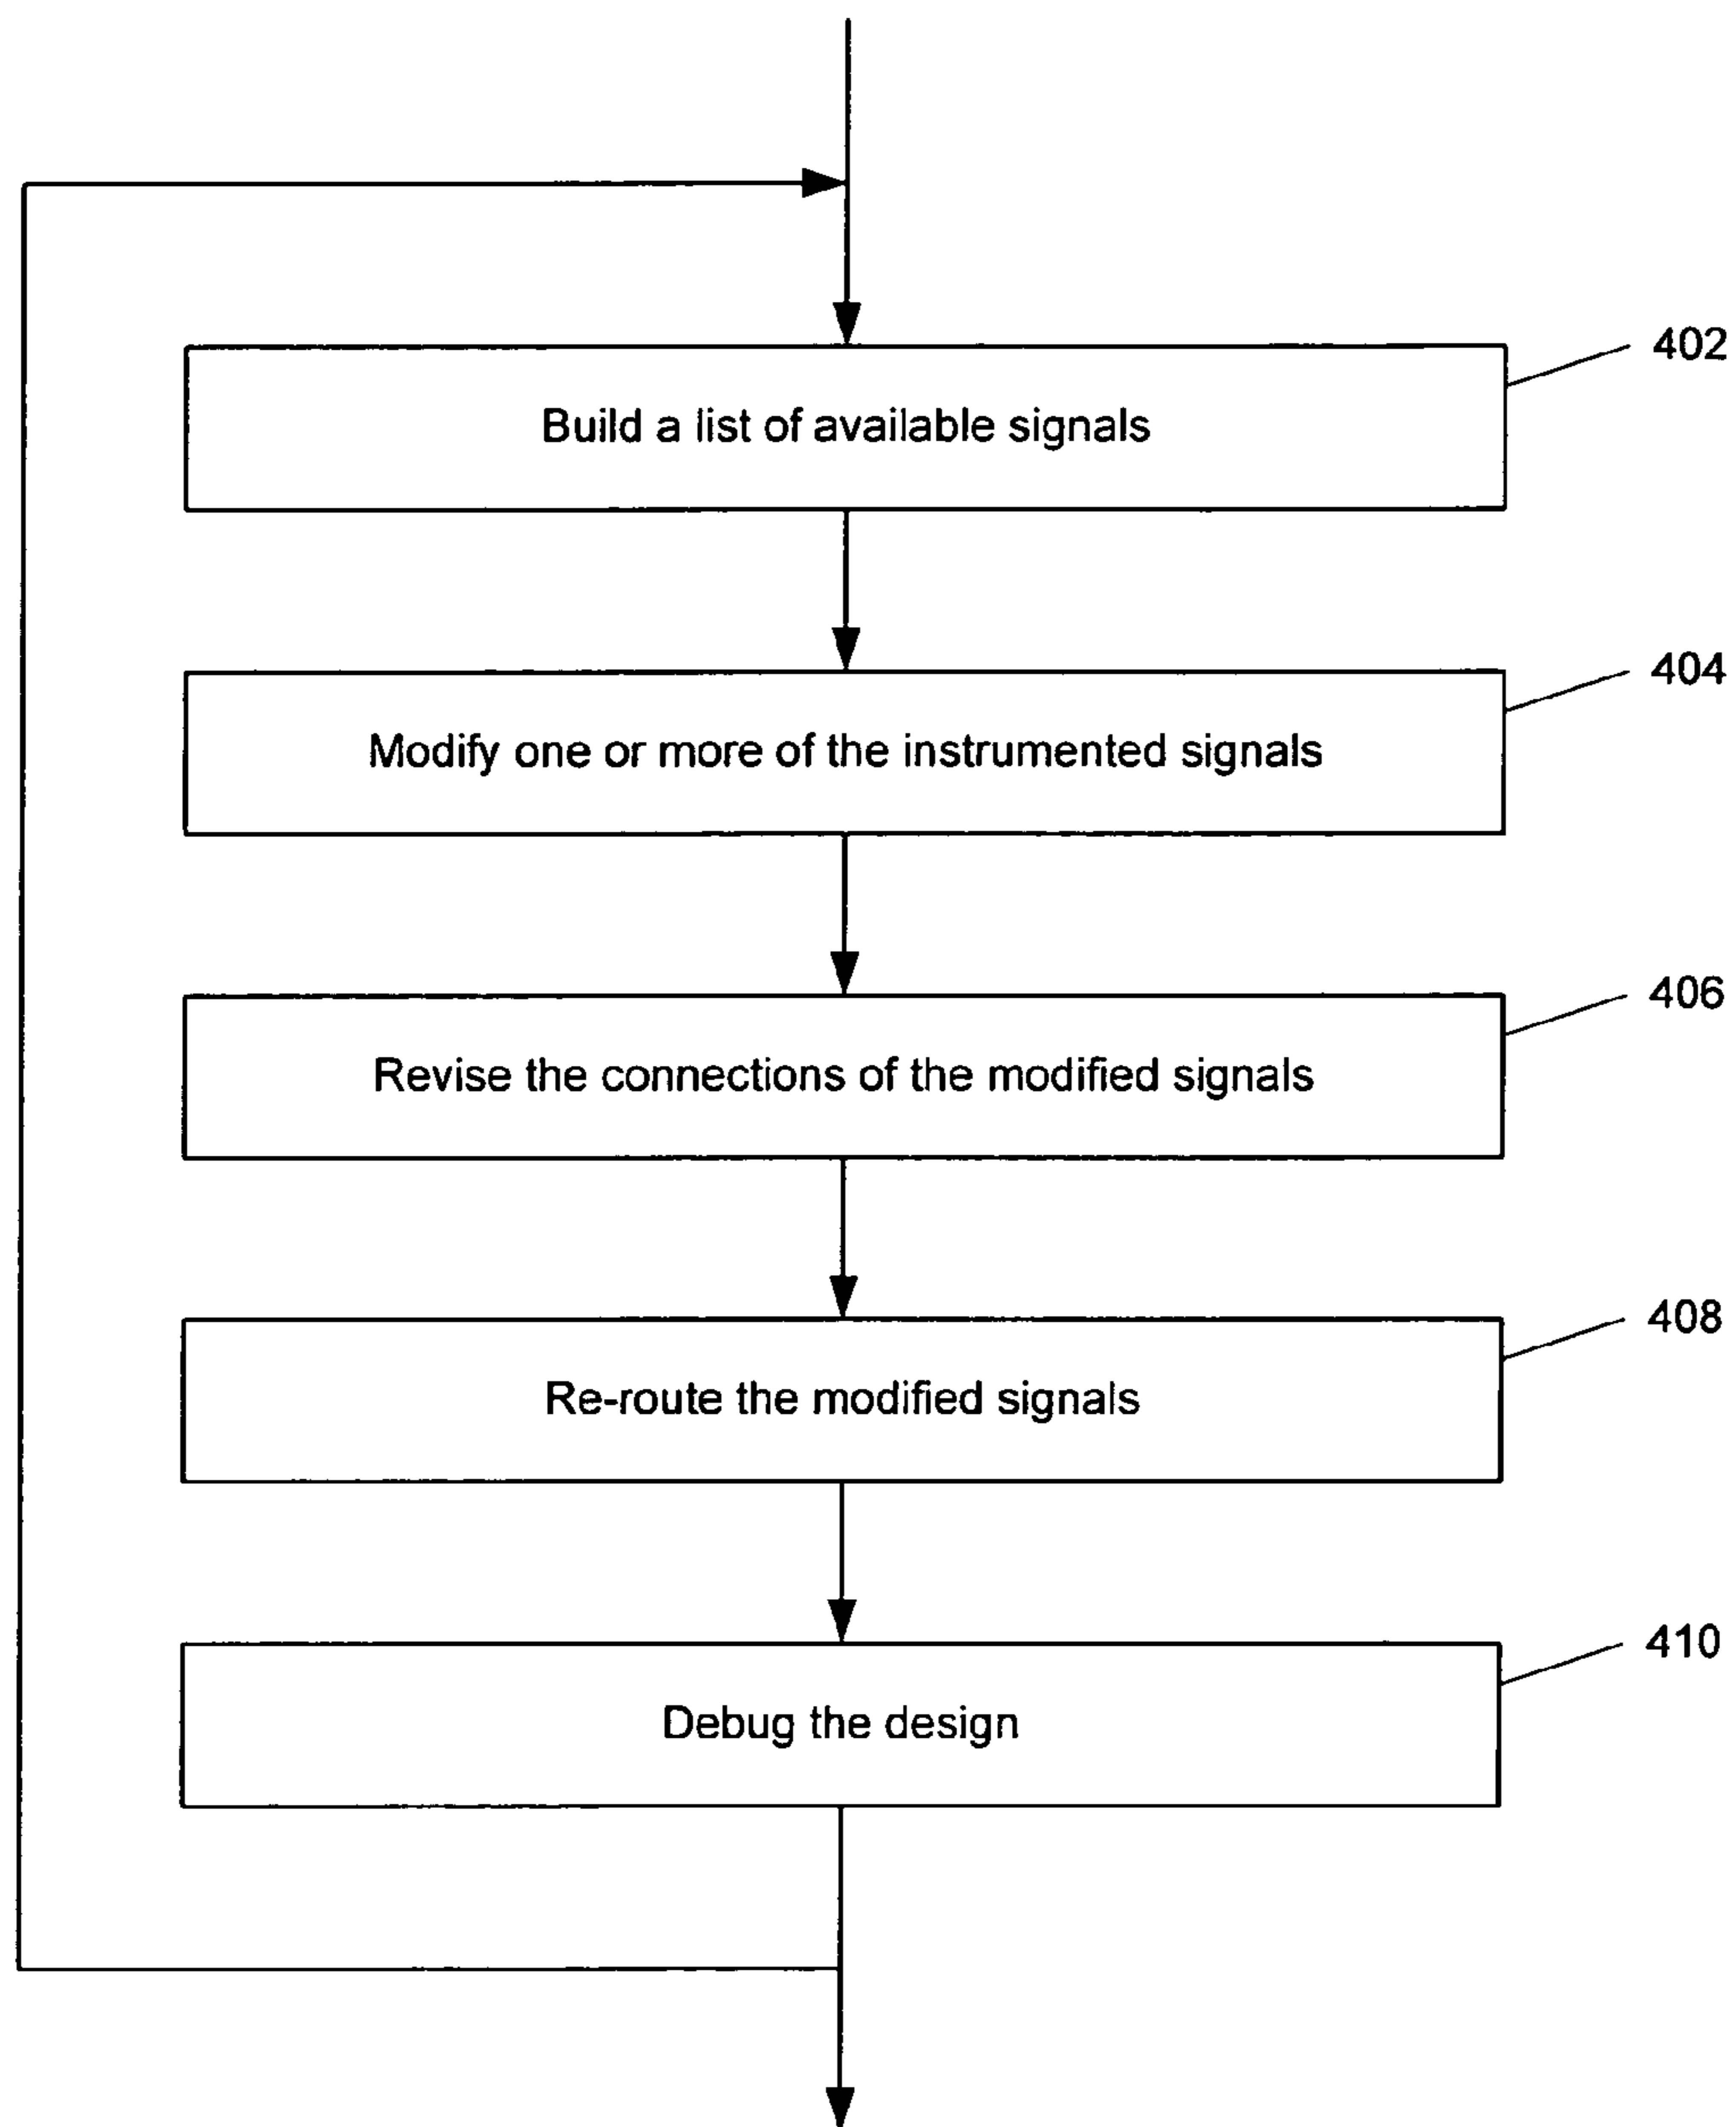 402
Build a list of available signals
404
Modify one or more of the instrumented signals
406
Revise the connections of the modified signals
408
Re-route the modified signals
410
Debug the design